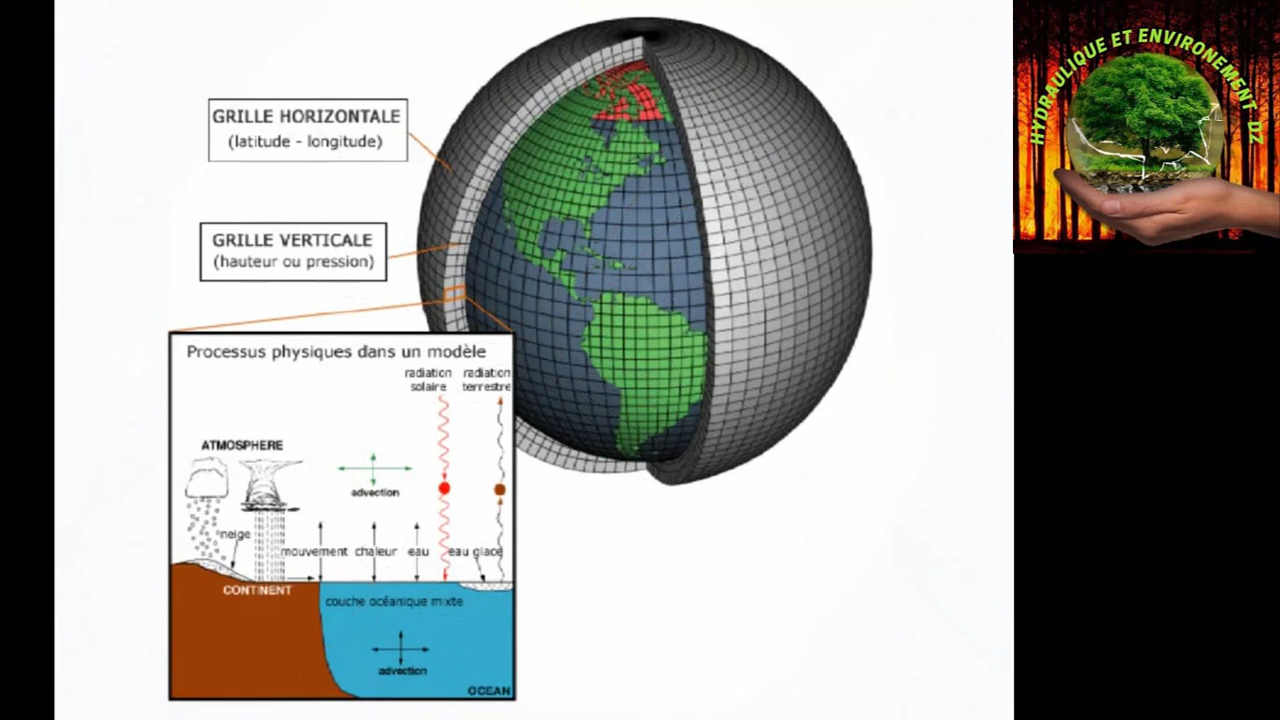 GRILLE HORIZONTALE
(latitude - longitude)
GRILLE VERTICALE
(hauteur ou pression)
Processus physiques dans un modèle
radiation
solaire
radiation
terrestre
ATMOSPHERE
advection
neige
mouvement
chaleur
eau
eau glace
CONTINENT
couche océanique mixte
advection
OCEAN
HYDRAULIQUE ET ENVIRONEMENT DZ